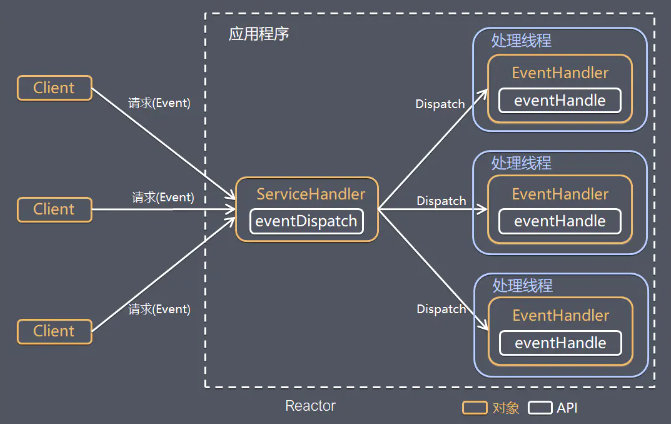 应用程序
处理线程
EventHandler
eventHandle
Client
请求(Event)
Dispatch
处理线程
EventHandler
eventHandle
Client
请求(Event)
ServiceHandler
eventDispatch
Dispatch
处理线程
EventHandler
eventHandle
Client
请求(Event)
Dispatch
Reactor
对象
API